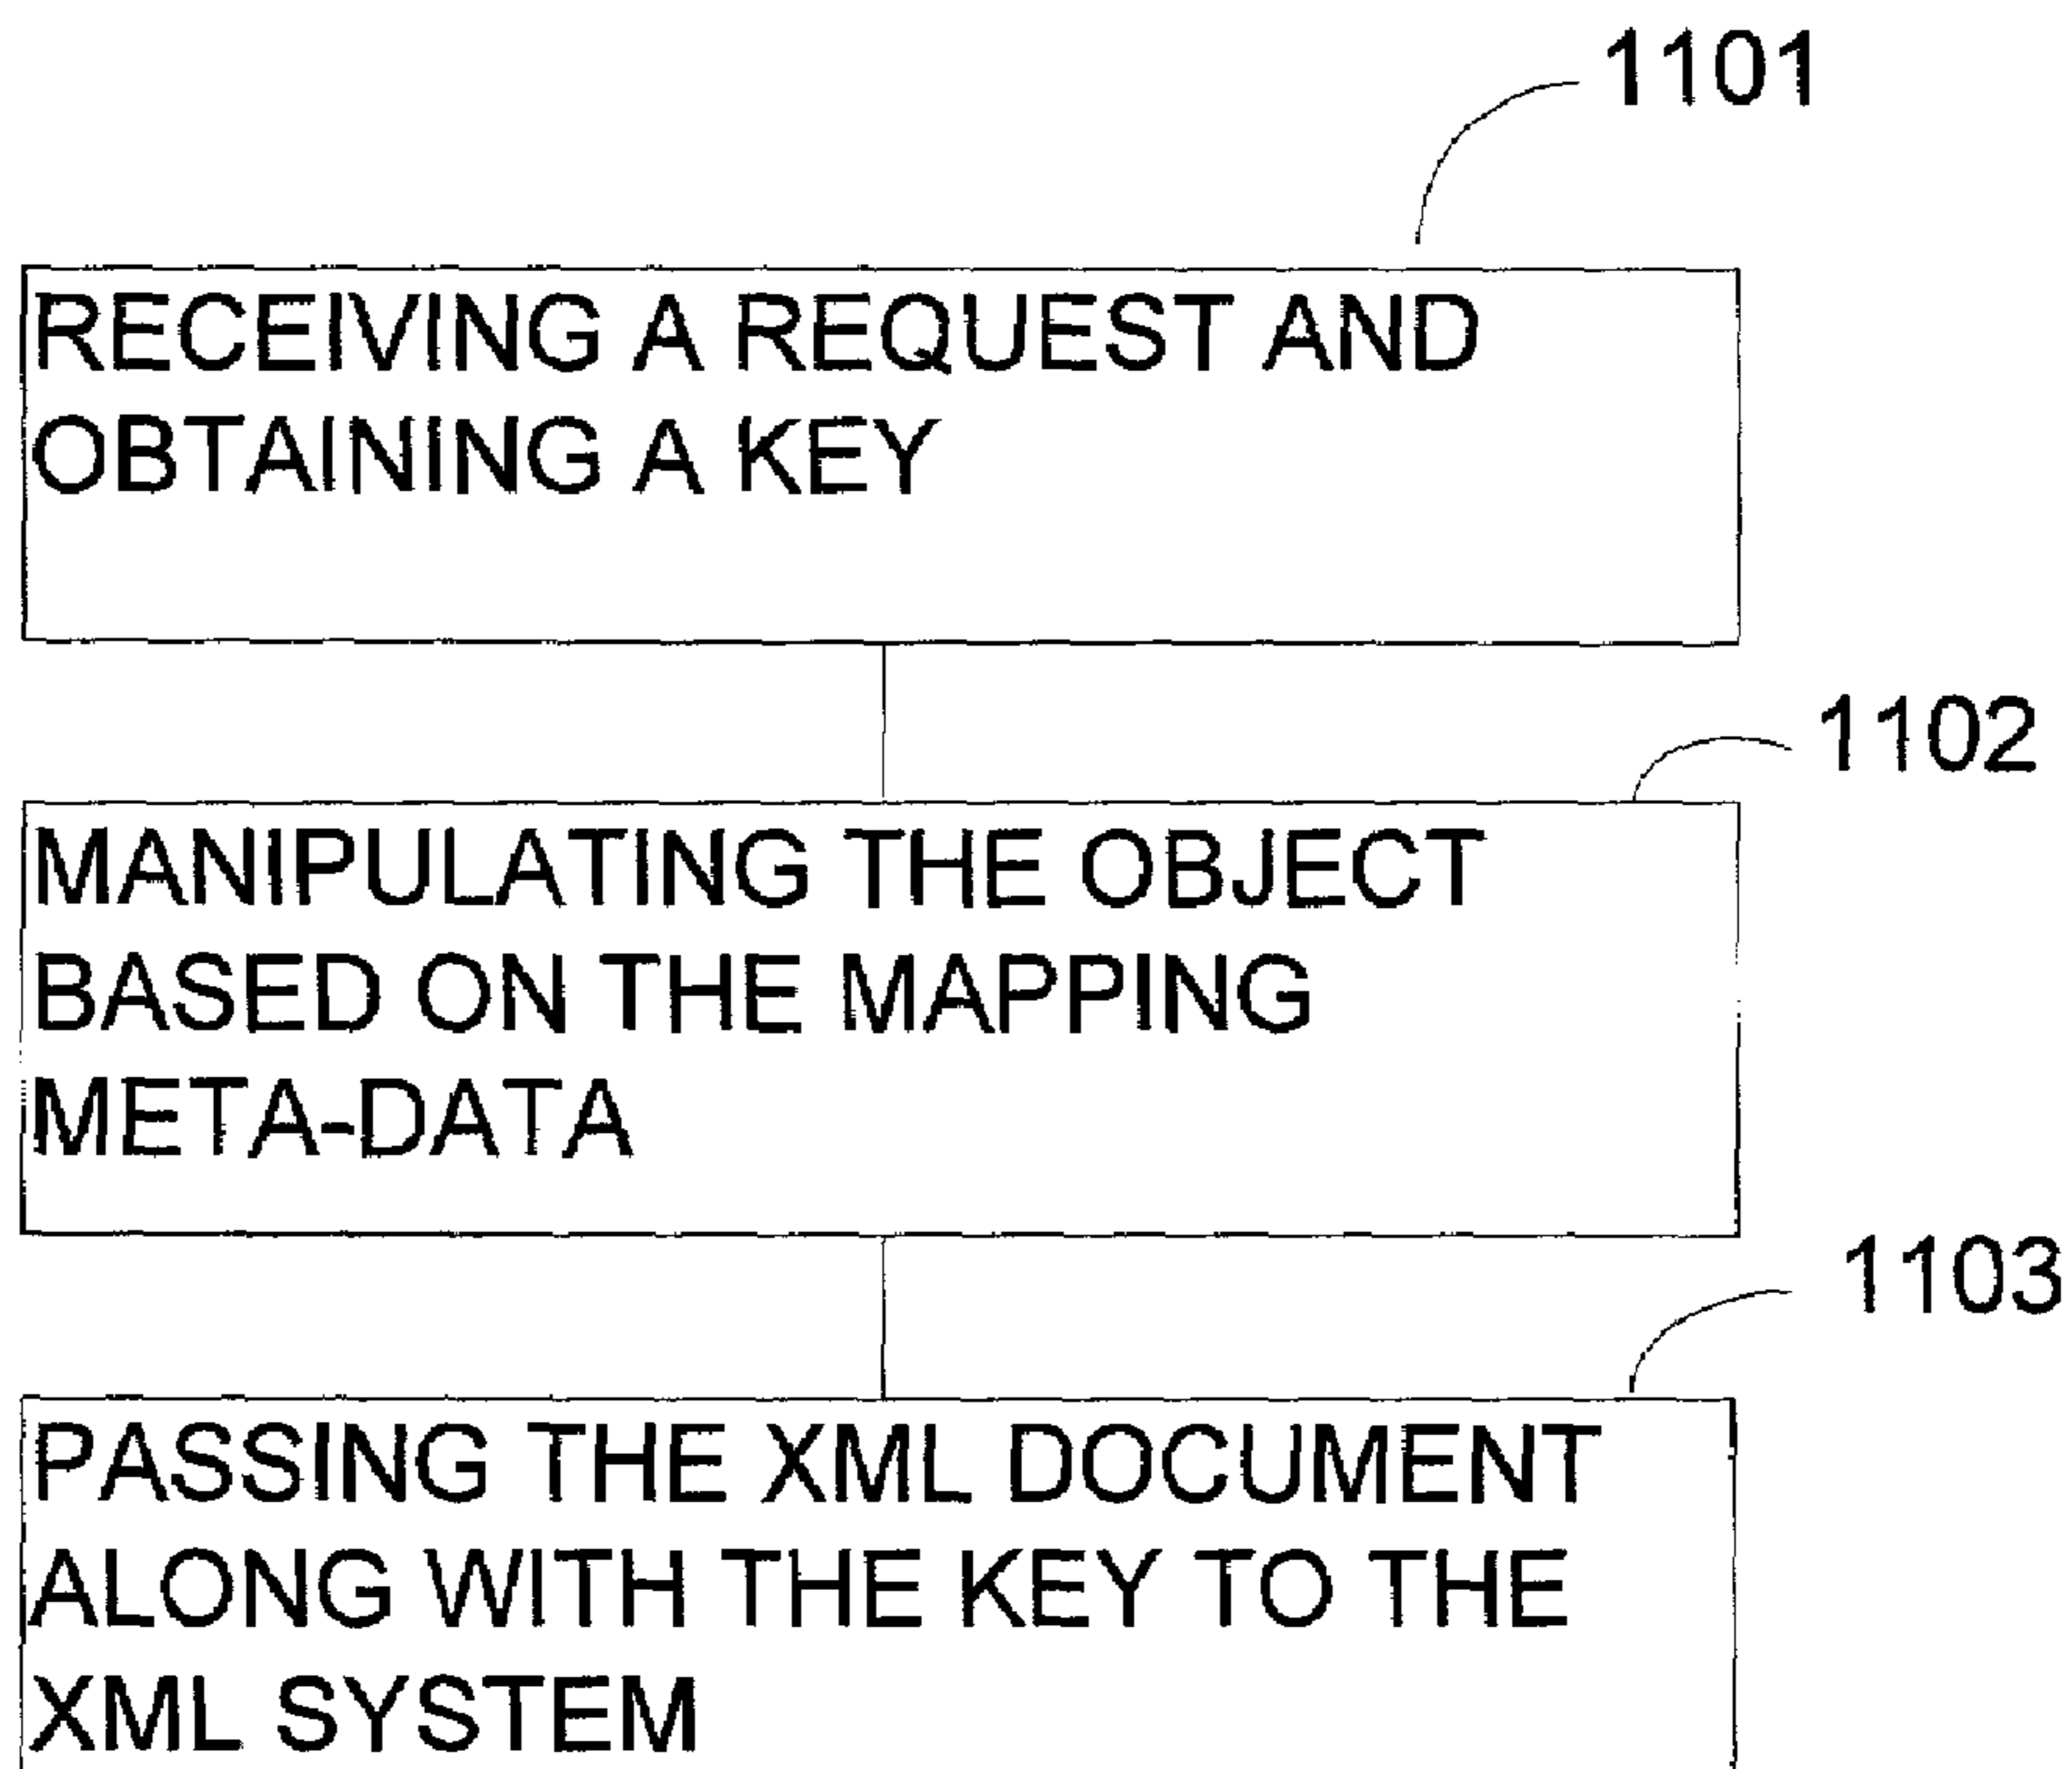 1101
RECEIVING A REQUEST AND
OBTAINING A KEY
1102
MANIPULATING THE OBJECT
BASED ON THE MAPPING
META-DATA
1103
PASSING THE XML DOCUMENT
ALONG WITH THE KEY TO THE
XML SYSTEM